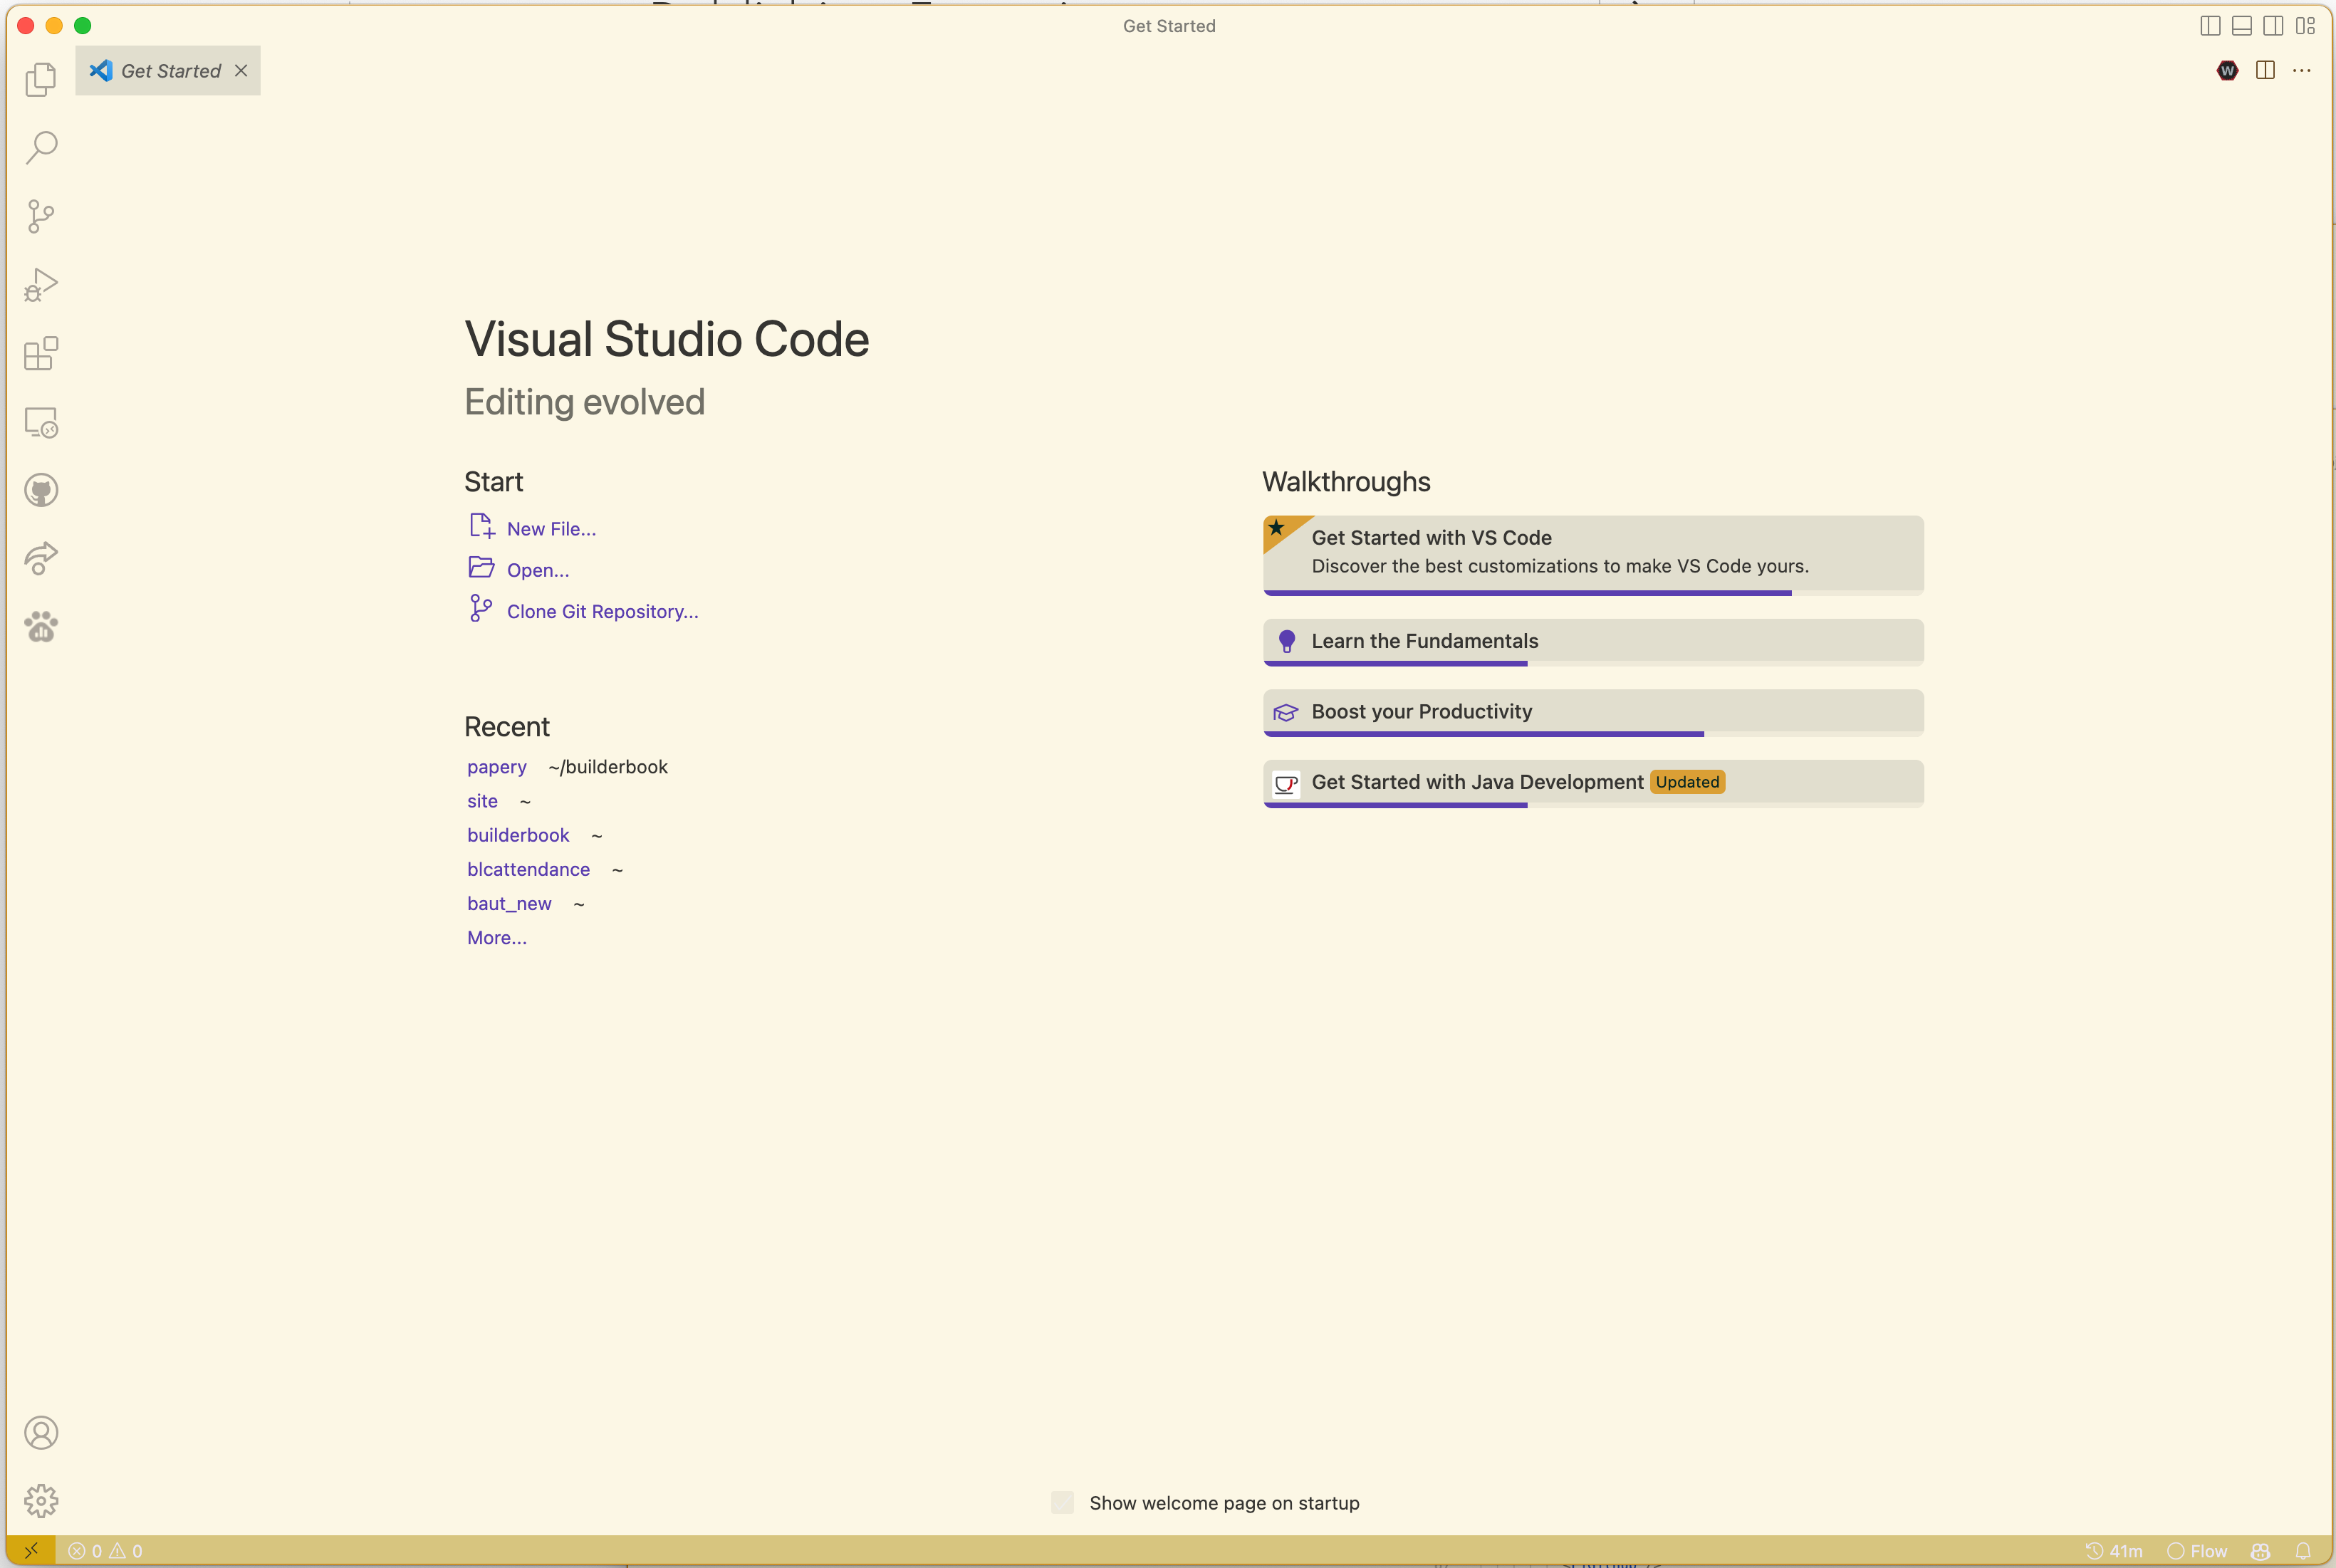 Get Started
Get Started
Visual Studio Code
Editing evolved
Start
New File...
Open...
Clone Git Repository...
Recent
papery ~/builderbook
site ~
builderbook ~
blcattendance ~
baut_new ~
More...
Walkthroughs
Get Started with VS Code
Discover the best customizations to make VS Code yours.
Learn the Fundamentals
Boost your Productivity
Get Started with Java Development Updated
Show welcome page on startup
0 0
41m Flow
W